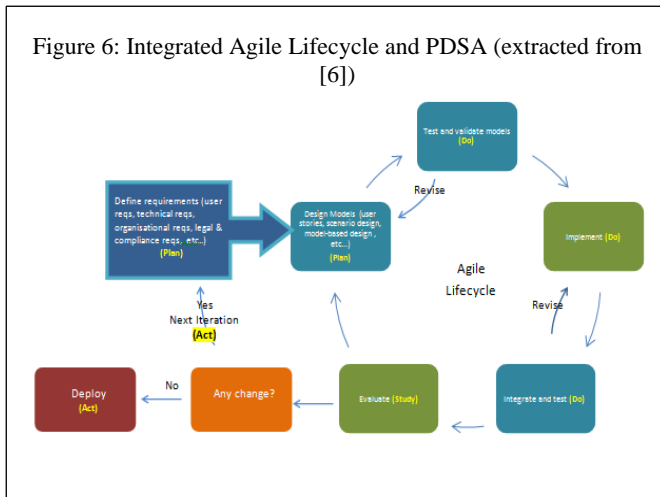 Figure 6: Integrated Agile Lifecycle and PDSA (extracted from
[6])
Test and validate models
(Do)
Revise
Define requirements (user
reqs, technical reqs,
organisational reqs, legal &
compliance reqs, etc...)
(Plan)
Design Models (user
stories, scenario design,
model-based design ,
etc...)
(Plan)
Implement (Do)
Agile
Lifecycle
Revise
Yes
Next Iteration
(Act)
Deploy
(Act)
No
Any change?
Evaluate (Study)
Integrate and test (Do)